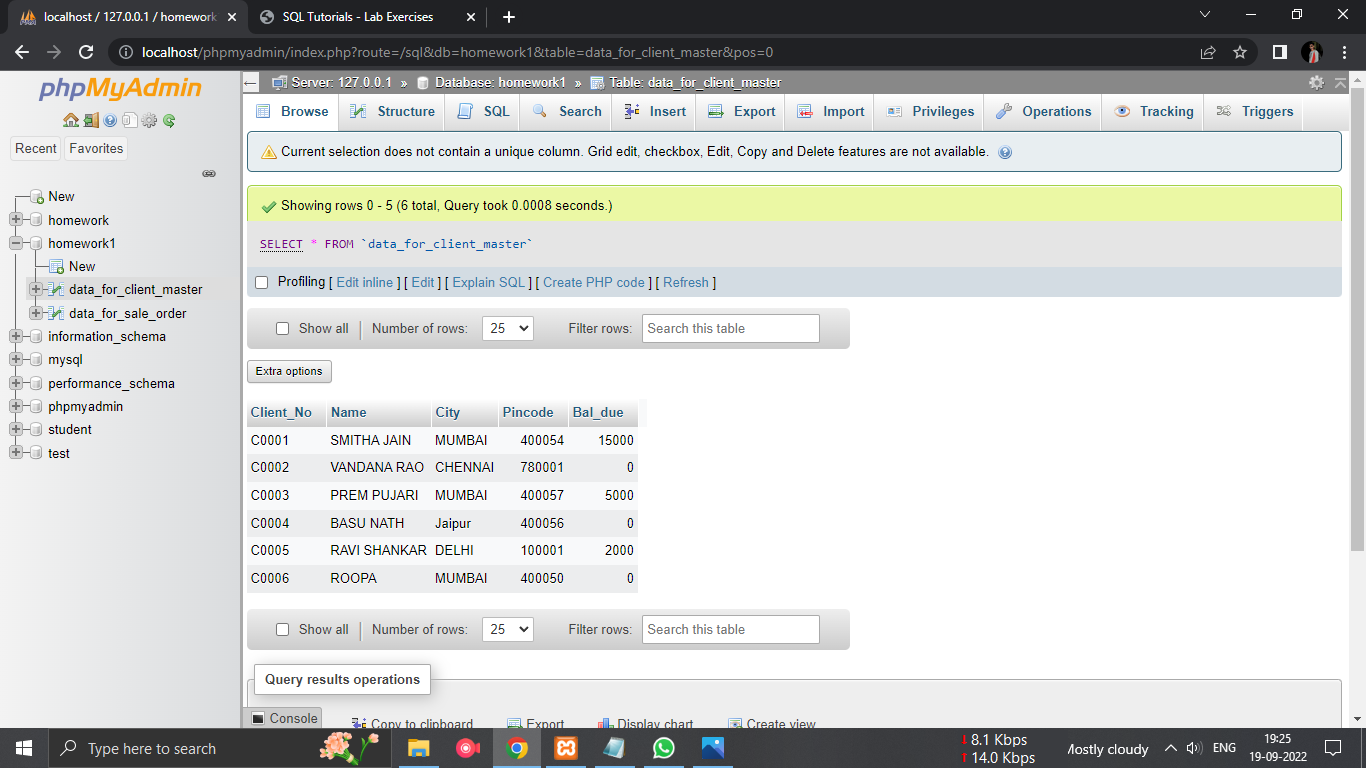 localhost / 127.0.0.1 / homework
SQL Tutorials - Lab Exercises
localhost/phpmyadmin/index.php?route=/sql&db=homework1&table=data_for_client_master&pos=0
phpMyAdmin
Recent Favorites
New
homework
homework1
New
data_for_client_master
data_for_sale_order
information_schema
mysql
performance_schema
phpmyadmin
student
test
Server: 127.0.0.1 » Database: homework1 » Table: data_for_client_master
Browse Structure SQL Search Insert Export Import Privileges Operations Tracking Triggers
Current selection does not contain a unique column. Grid edit, checkbox, Edit, Copy and Delete features are not available.
Showing rows 0 - 5 (6 total, Query took 0.0008 seconds.)
SELECT * FROM `data_for_client_master`
Profiling [ Edit inline ] [ Edit ] [ Explain SQL ] [ Create PHP code ] [ Refresh ]
Show all Number of rows: 25 Filter rows: Search this table
Extra options
Client_No Name City Pincode Bal_due
C0001 SMITHA JAIN MUMBAI 400054 15000
C0002 VANDANA RAO CHENNAI 780001 0
C0003 PREM PUJARI MUMBAI 400057 5000
C0004 BASU NATH Jaipur 400056 0
C0005 RAVI SHANKAR DELHI 100001 2000
C0006 ROOPA MUMBAI 400050 0
Show all Number of rows: 25 Filter rows: Search this table
Query results operations
Console
Copy to clipboard Export Display chart Create view
Type here to search
8.1 Kbps
14.0 Kbps
Mostly cloudy
ENG
19:25
19-09-2022